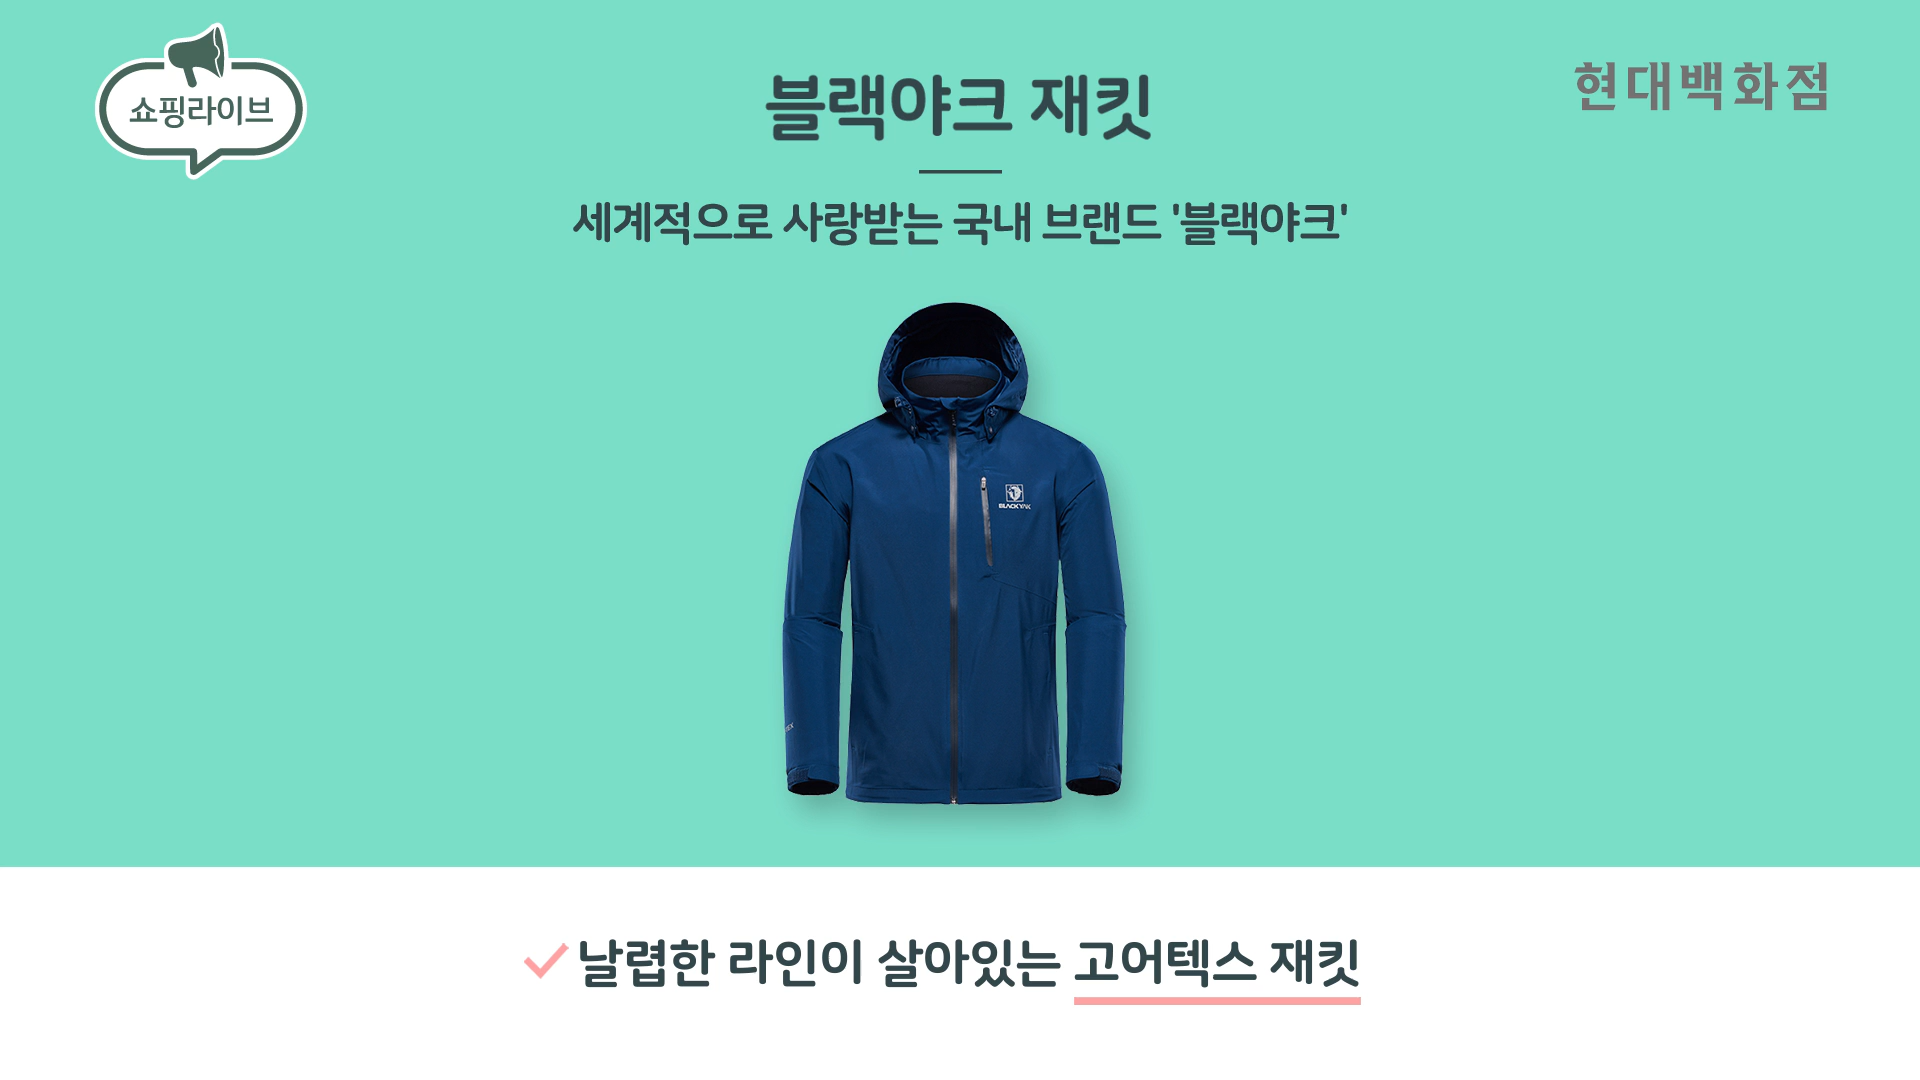 쇼핑라이브
현대백화점
블랙야크 재킷
세계적으로 사랑받는 국내 브랜드 '블랙야크'
BLACKYAK
날렵한 라인이 살아있는 고어텍스 재킷